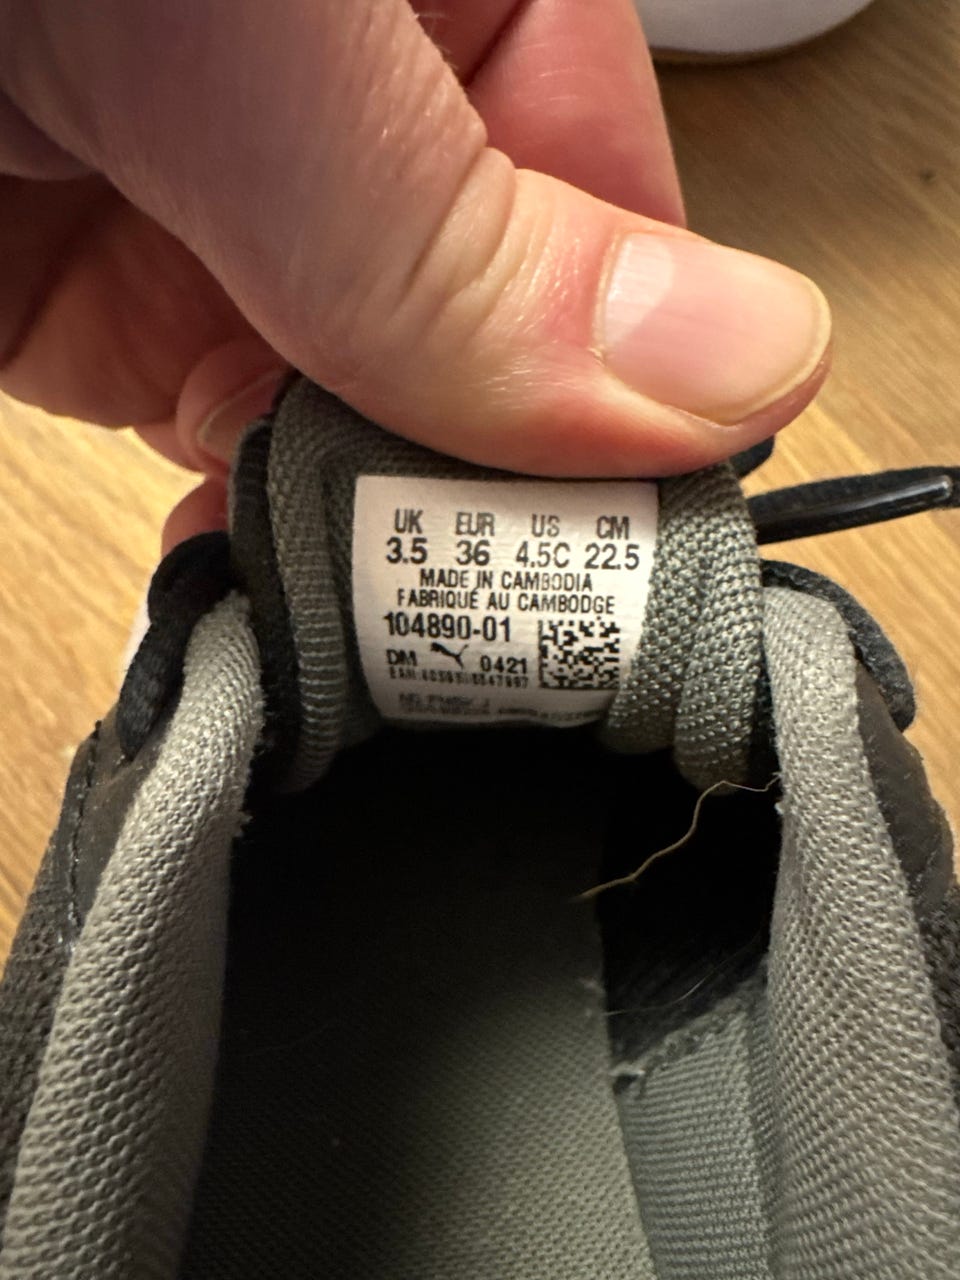 UK EUR US CM
3.5 36 4.5C 22.5
MADE IN CAMBODIA
FABRIQUÉ AU CAMBODGE
104890-01
DM 0421